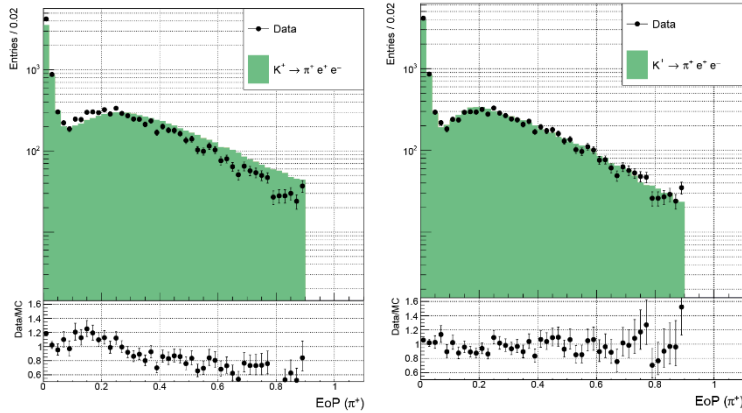 Entries / 0.02
Data
K⁺ → π⁺ e⁺ e⁻
10³
10²
Data/MC
1.6
1.4
1.2
1.0
0.8
0.6
0 0.2 0.4 0.6 0.8 1
EoP (π⁺)
Entries / 0.02
Data
K⁺ → π⁺ e⁺ e⁻
10³
10²
Data/MC
1.6
1.4
1.2
1.0
0.8
0.6
0 0.2 0.4 0.6 0.8 1
EoP (π⁺)